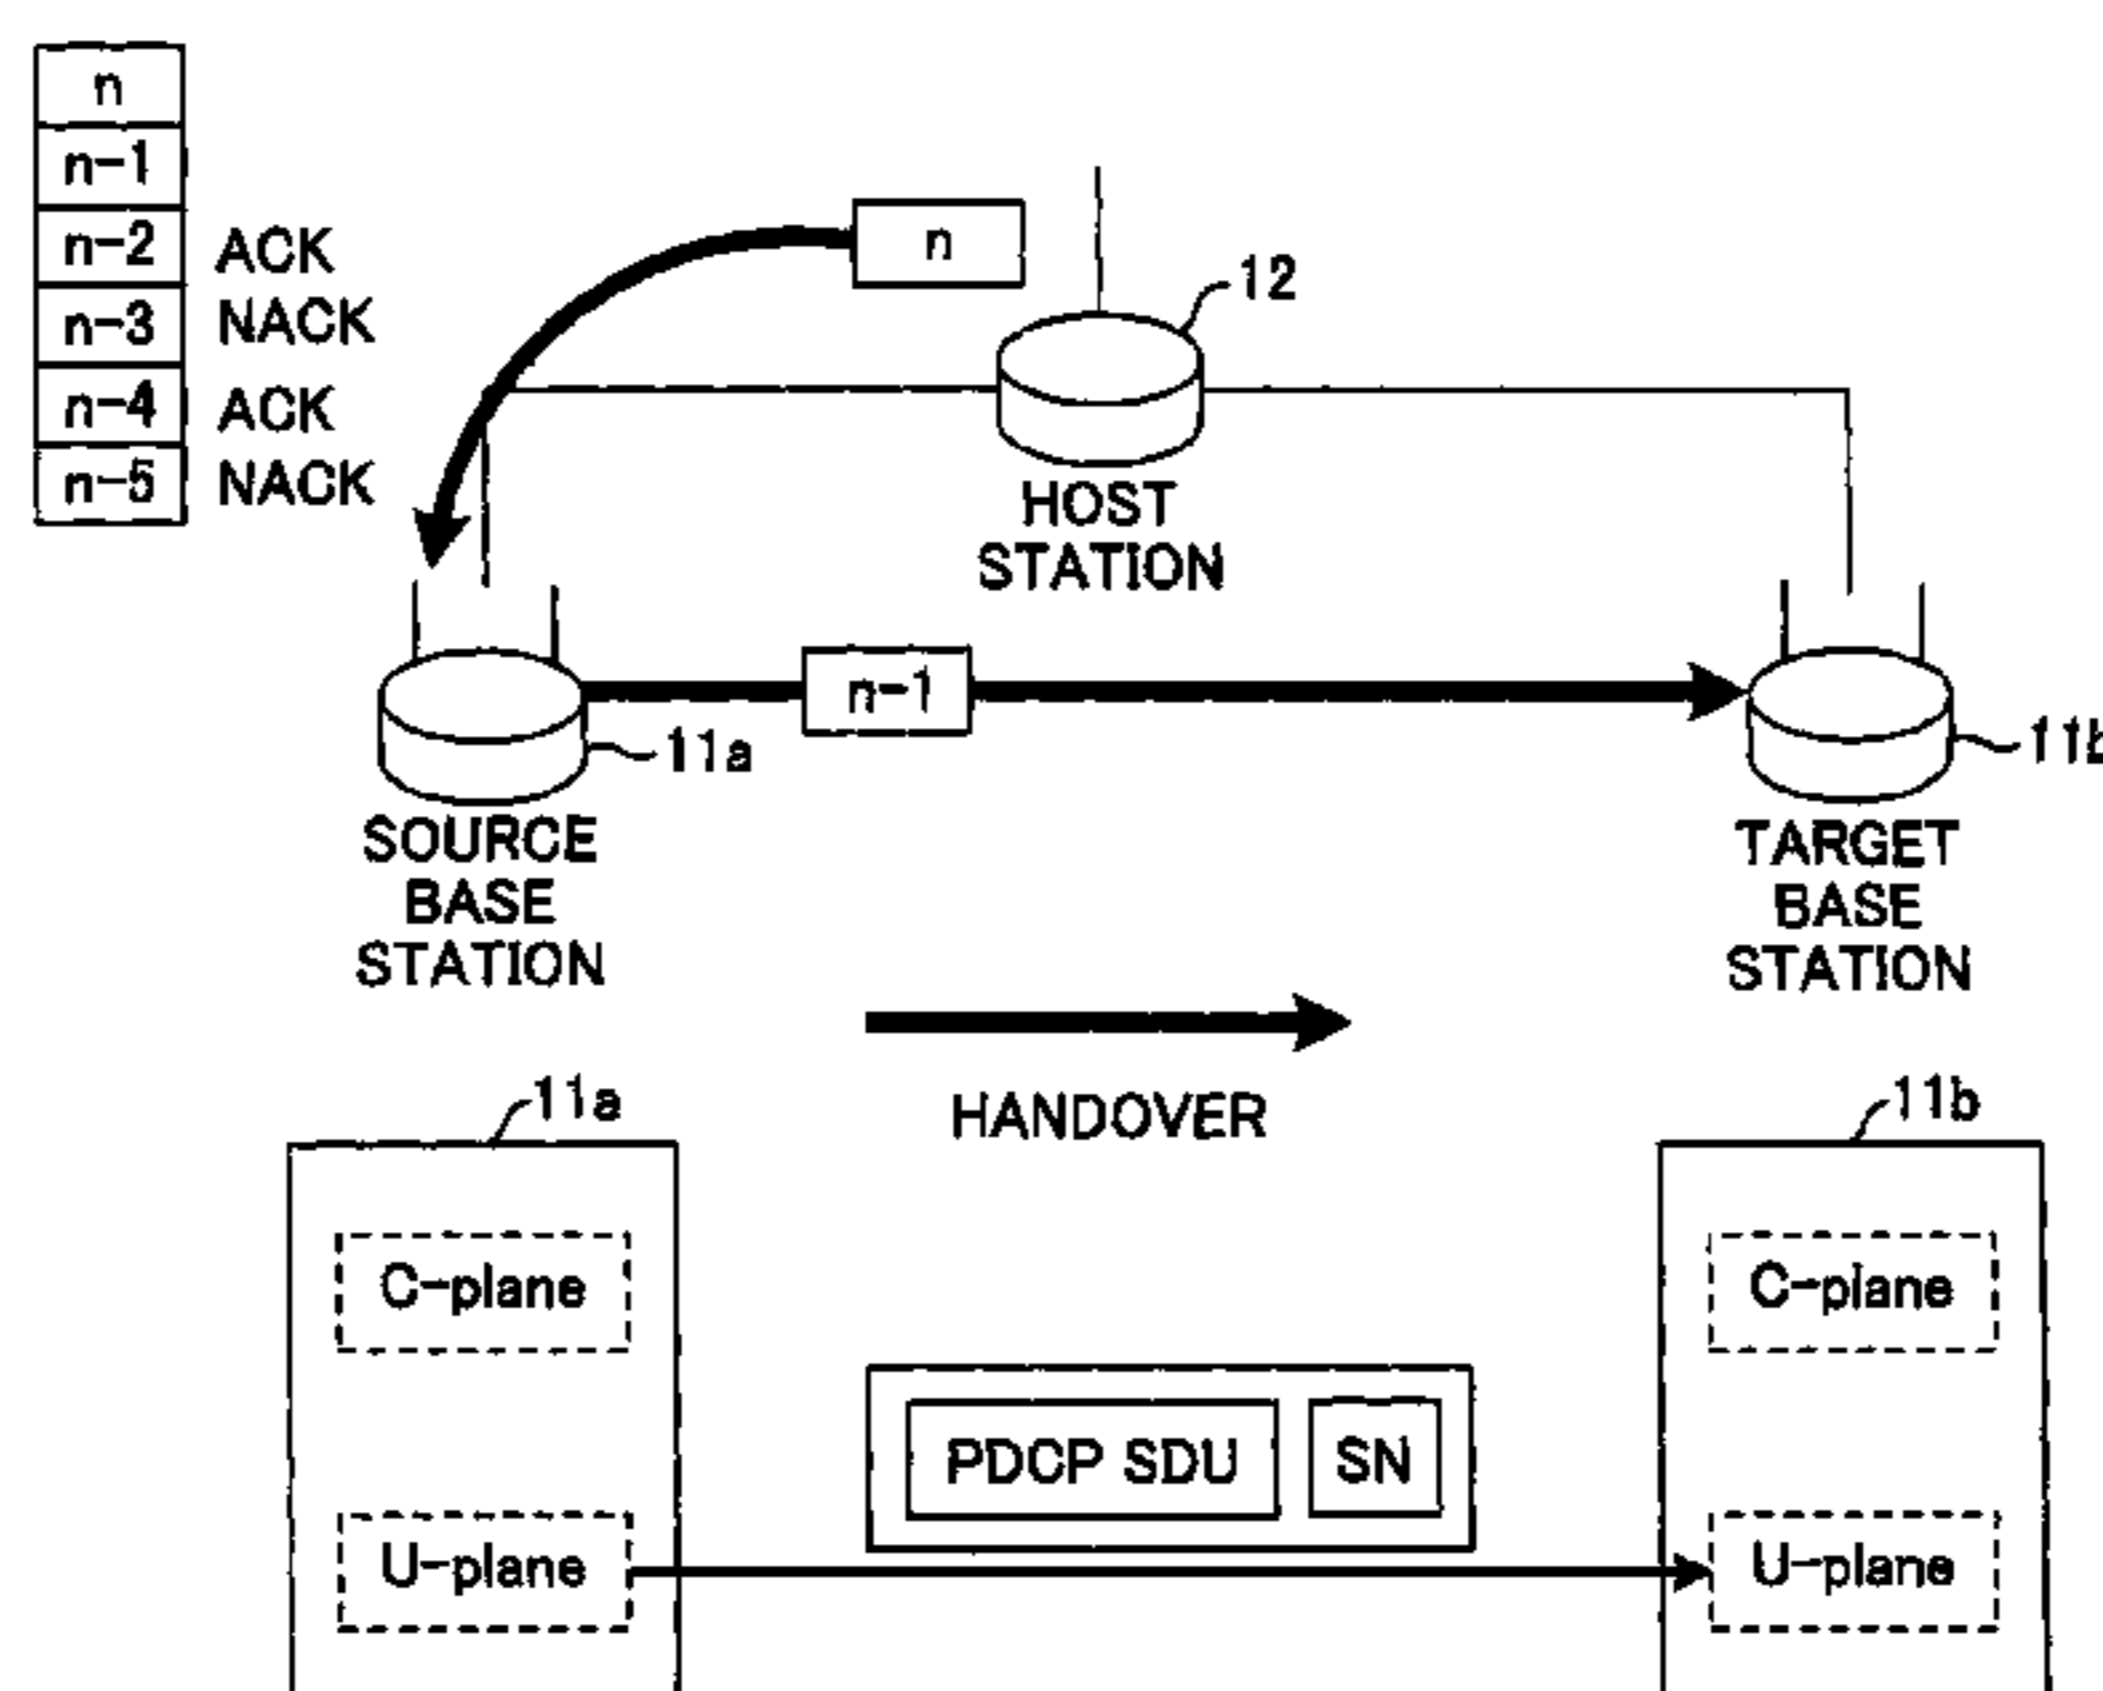 n
n-1
n-2 ACK
n-3 NACK
n-4 ACK
n-5 NACK
n
12
HOST
STATION
n-1
11a
11b
SOURCE
BASE
STATION
TARGET
BASE
STATION
HANDOVER
11a
11b
C-plane
C-plane
PDCP SDU SN
U-plane
U-plane